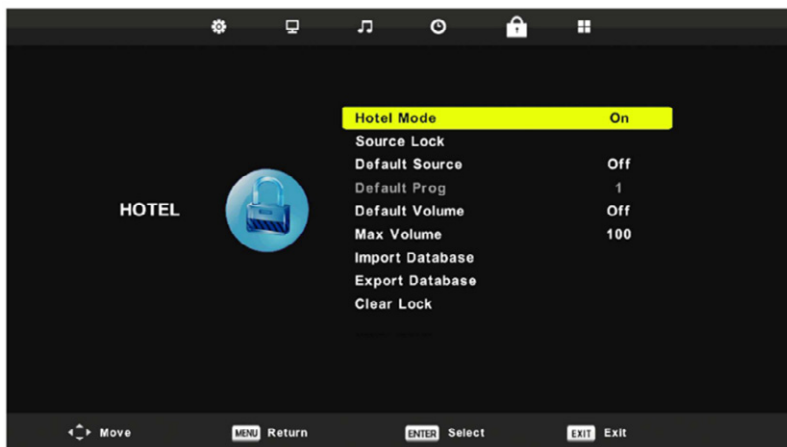 Hotel Mode On
Source Lock
Default Source Off
Default Prog 1
HOTEL
Default Volume Off
Max Volume 100
Import Database
Export Database
Clear Lock
Move MENU Return ENTER Select EXIT Exit